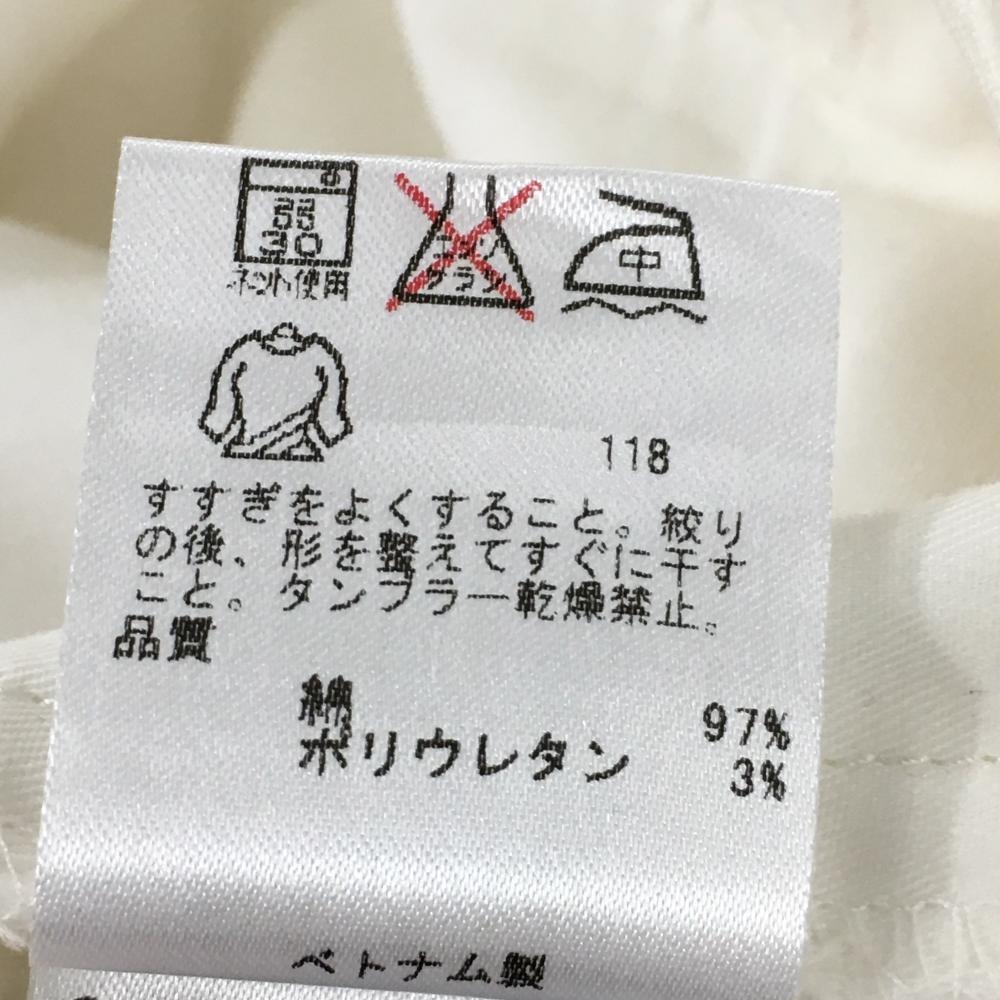 弱
30
ネット使用
エンソ
サラシ
中
118
すすぎをよくすること。絞り
の後、形を整えてすぐに干す
こと。タンブラー乾燥禁止。
品質
綿 97%
ポリウレタン 3%
ベトナム製